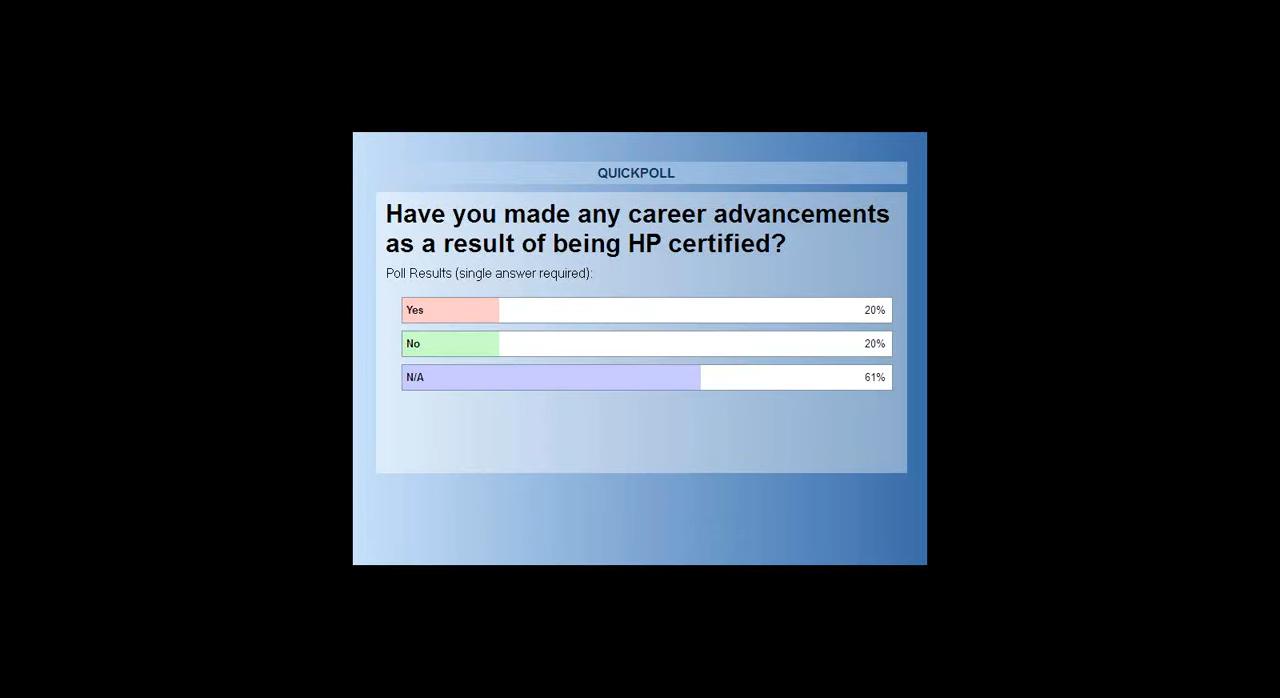 QUICKPOLL
Have you made any career advancements
as a result of being HP certified?
Poll Results (single answer required):
Yes 20%
No 20%
N/A 61%